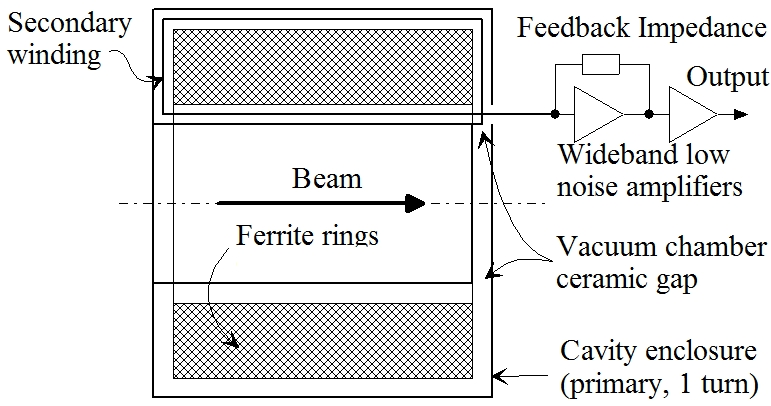 Secondary
winding
Feedback Impedance
Output
Wideband low
noise amplifiers
Beam
Ferrite rings
Vacuum chamber
ceramic gap
Cavity enclosure
(primary, 1 turn)